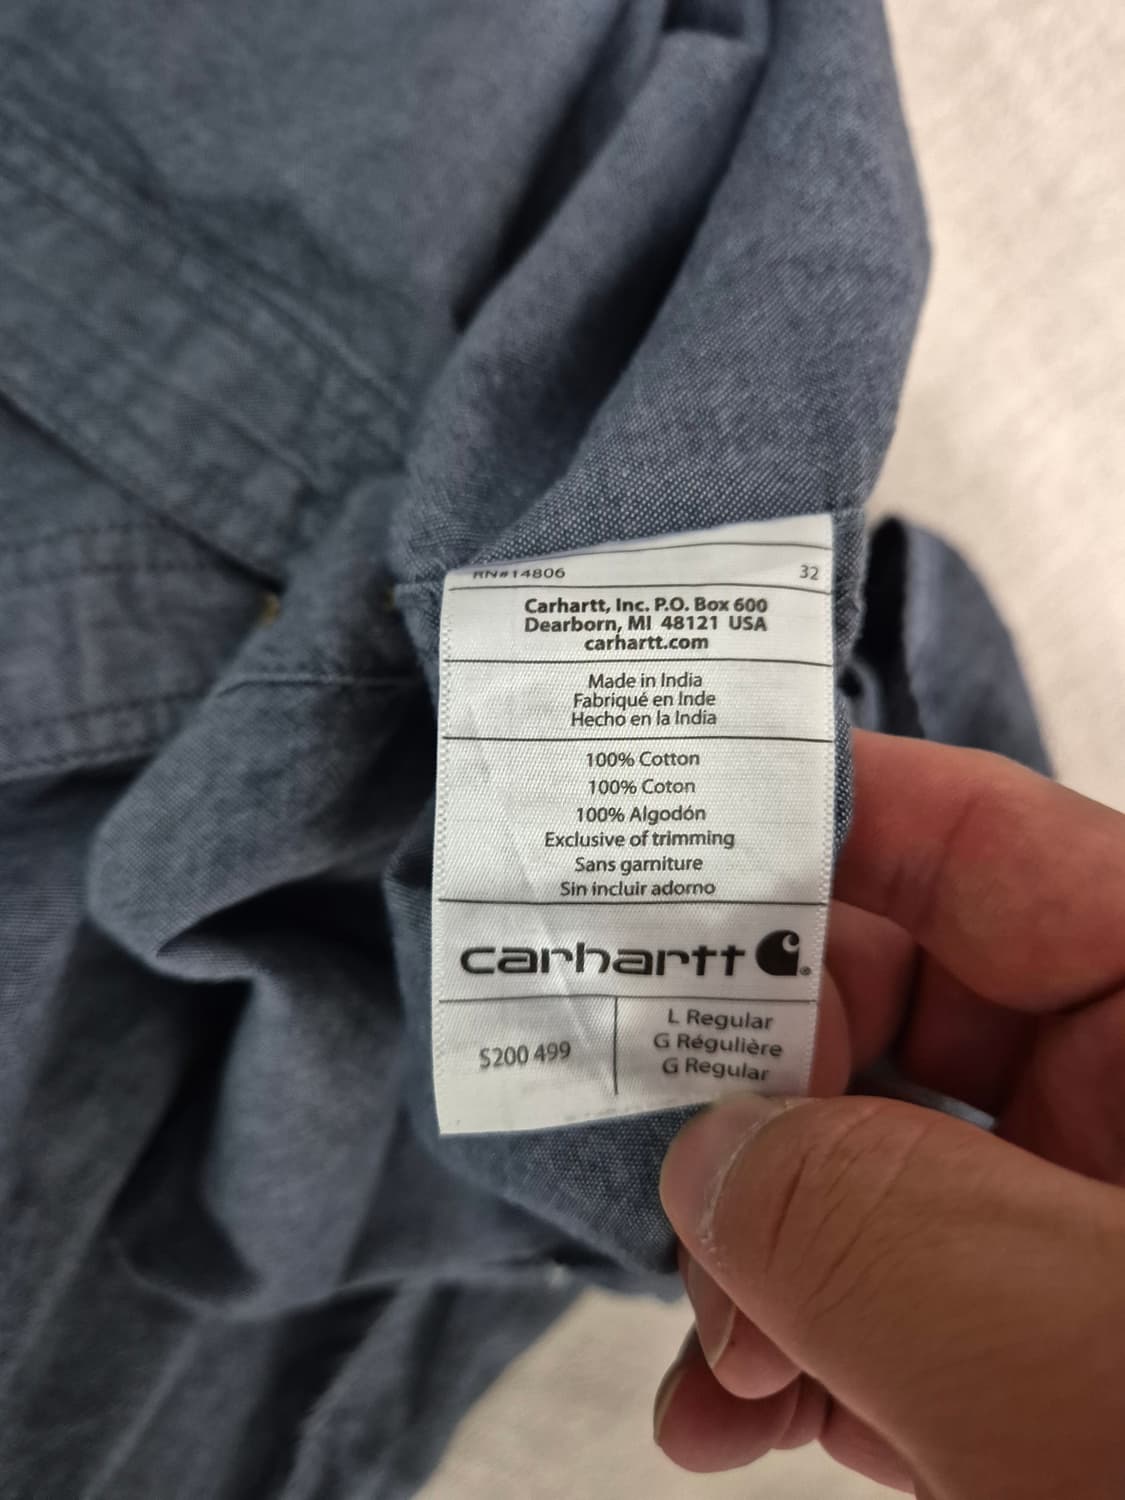 RN#14806 32
Carhartt, Inc. P.O. Box 600
Dearborn, MI 48121 USA
carhartt.com
Made in India
Fabriqué en Inde
Hecho en la India
100% Cotton
100% Coton
100% Algodón
Exclusive of trimming
Sans garniture
Sin incluir adorno
carhartt
S200 499
L Regular
G Régulière
G Regular